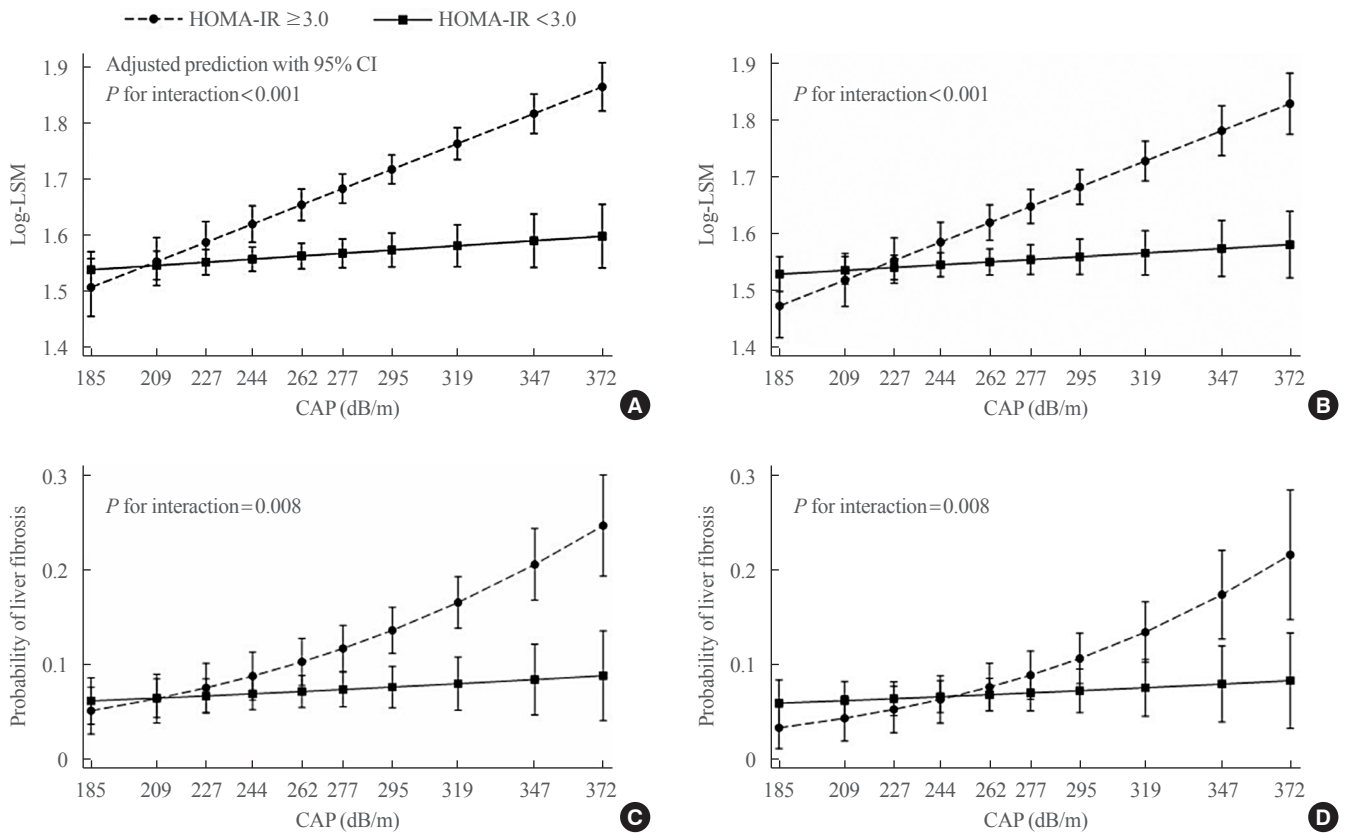 HOMA-IR ≥3.0 HOMA-IR <3.0
Adjusted prediction with 95% CI
P for interaction<0.001
Log-LSM
1.9
1.8
1.7
1.6
1.5
1.4
185 209 227 244 262 277 295 319 347 372
CAP (dB/m)
A
P for interaction<0.001
Log-LSM
1.9
1.8
1.7
1.6
1.5
1.4
185 209 227 244 262 277 295 319 347 372
CAP (dB/m)
B
P for interaction=0.008
Probability of liver fibrosis
0.3
0.2
0.1
0
185 209 227 244 262 277 295 319 347 372
CAP (dB/m)
C
P for interaction=0.008
Probability of liver fibrosis
0.3
0.2
0.1
0
185 209 227 244 262 277 295 319 347 372
CAP (dB/m)
D